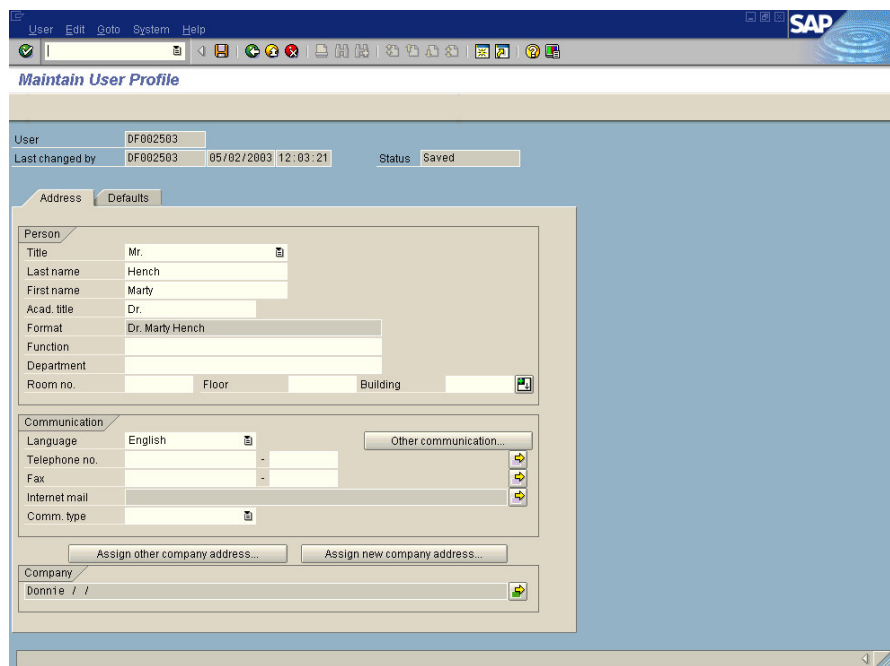 User Edit Goto System Help
SAP
Maintain User Profile
User DF002503
Last changed by DF002503 05/02/2003 12:03:21 Status Saved
Address Defaults
Person
Title Mr.
Last name Hench
First name Marty
Acad. title Dr.
Format Dr. Marty Hench
Function
Department
Room no. Floor Building
Communication
Language English Other communication...
Telephone no. -
Fax -
Internet mail
Comm. type
Assign other company address... Assign new company address...
Company
Donnie / /